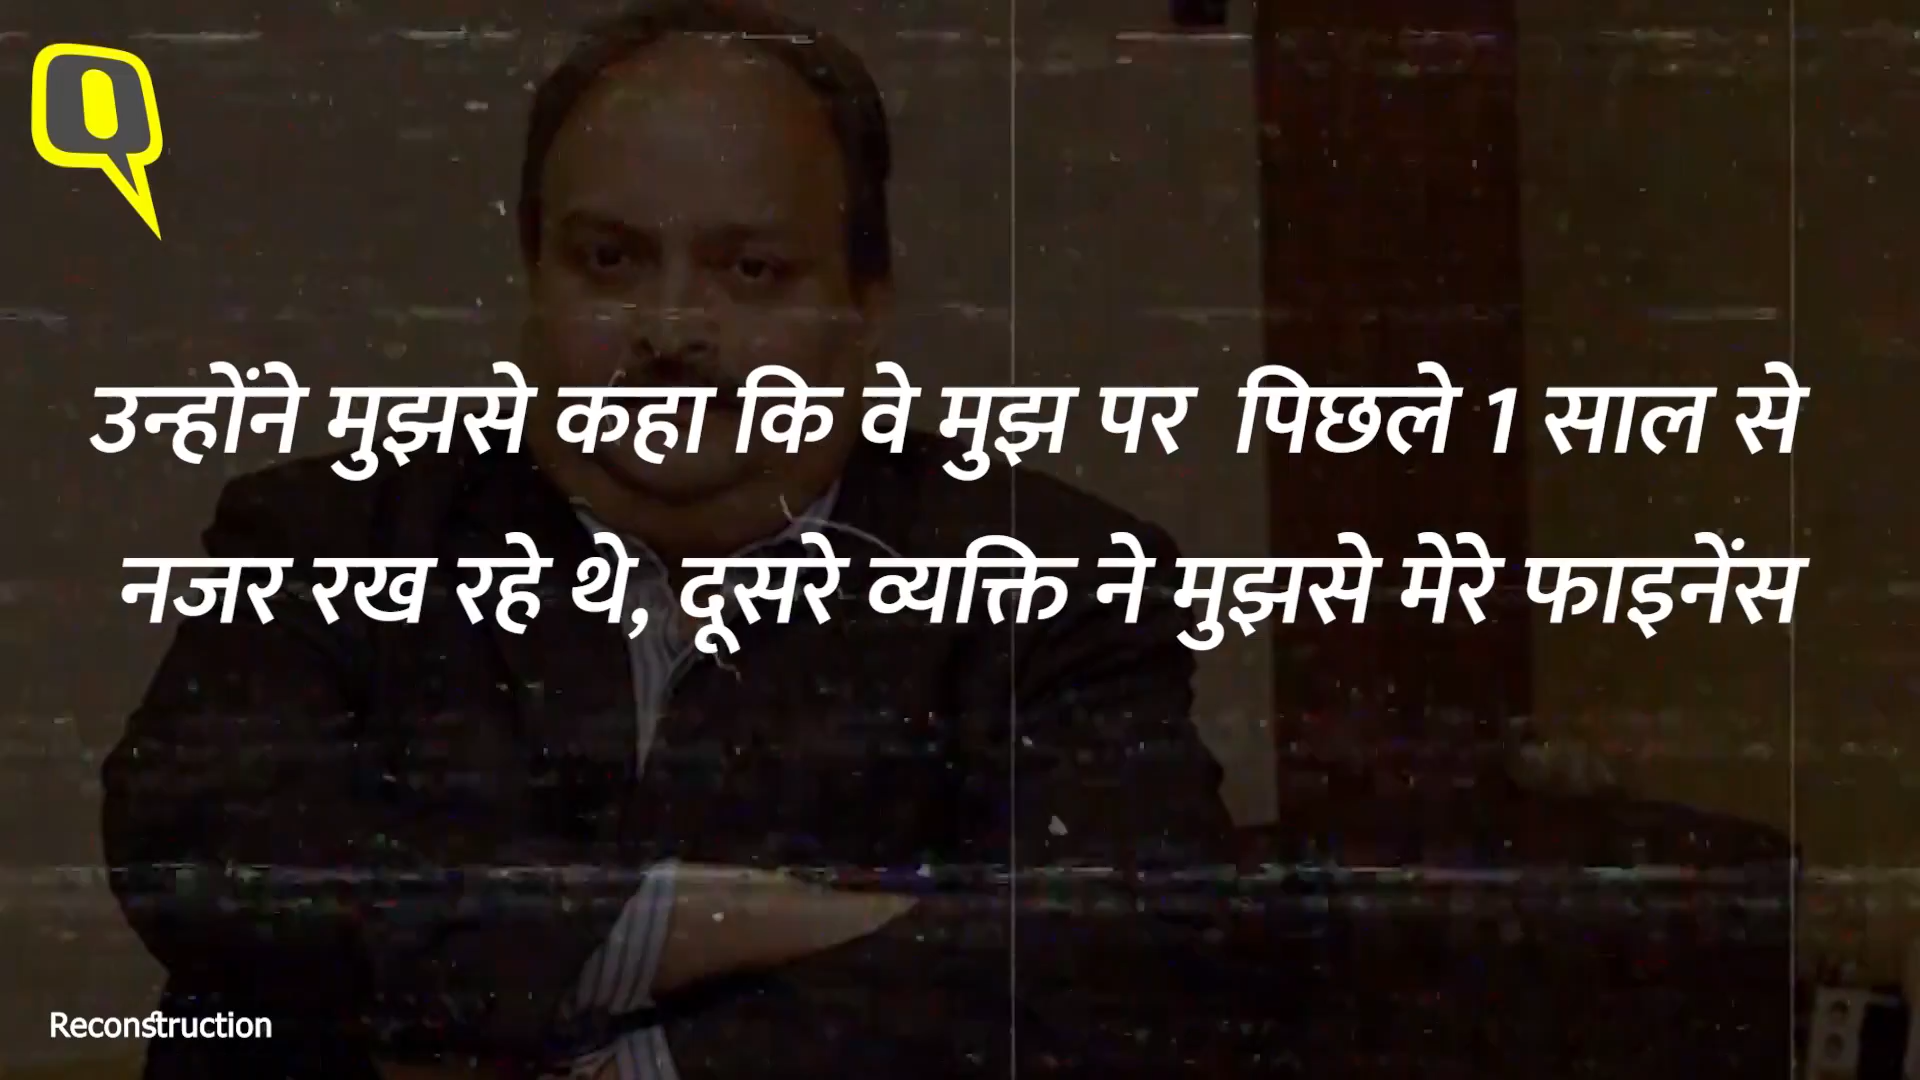 उन्होंने मुझसे कहा कि वे मुझ पर पिछले 1 साल से
नजर रख रहे थे, दूसरे व्यक्ति ने मुझसे मेरे फाइनेंस
Reconstruction